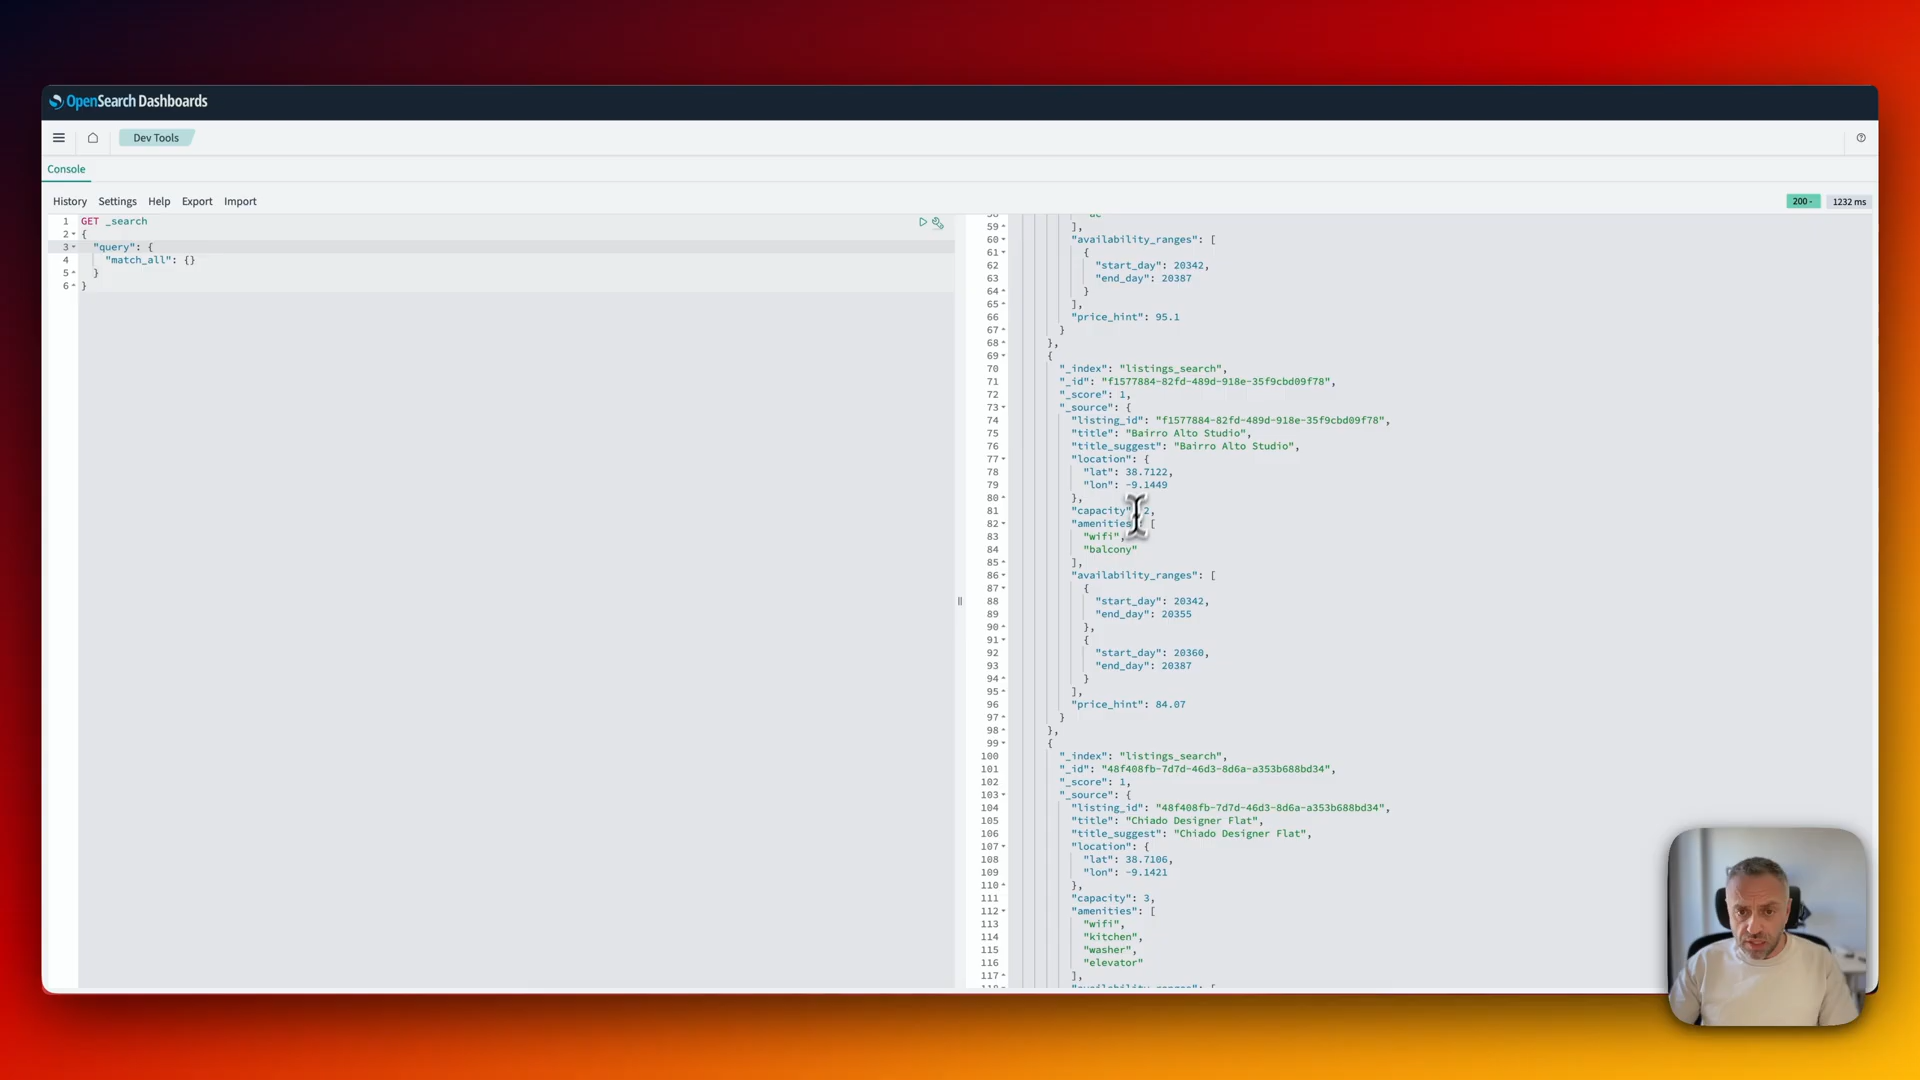 OpenSearch Dashboards
Dev Tools
Console
History Settings Help Export Import
200 - 1232 ms
1 GET _search
2 {
3 "query": {
4 "match_all": {}
5 }
6 }
59 ],
60 "availability_ranges": [
61 {
62 "start_day": 20342,
63 "end_day": 20387
64 }
65 ],
66 "price_hint": 95.1
67 }
68 },
69 {
70 "_index": "listings_search",
71 "_id": "f1577884-82fd-489d-918e-35f9cbd09f78",
72 "_score": 1,
73 "_source": {
74 "listing_id": "f1577884-82fd-489d-918e-35f9cbd09f78",
75 "title": "Bairro Alto Studio",
76 "title_suggest": "Bairro Alto Studio",
77 "location": {
78 "lat": 38.7122,
79 "lon": -9.1449
80 },
81 "capacity": 2,
82 "amenities": [
83 "wifi",
84 "balcony"
85 ],
86 "availability_ranges": [
87 {
88 "start_day": 20342,
89 "end_day": 20355
90 },
91 {
92 "start_day": 20360,
93 "end_day": 20387
94 }
95 ],
96 "price_hint": 84.07
97 }
98 },
99 {
100 "_index": "listings_search",
101 "_id": "48f408fb-7d7d-46d3-8d6a-a353b688bd34",
102 "_score": 1,
103 "_source": {
104 "listing_id": "48f408fb-7d7d-46d3-8d6a-a353b688bd34",
105 "title": "Chiado Designer Flat",
106 "title_suggest": "Chiado Designer Flat",
107 "location": {
108 "lat": 38.7106,
109 "lon": -9.1421
110 },
111 "capacity": 3,
112 "amenities": [
113 "wifi",
114 "kitchen",
115 "washer",
116 "elevator"
117 ],